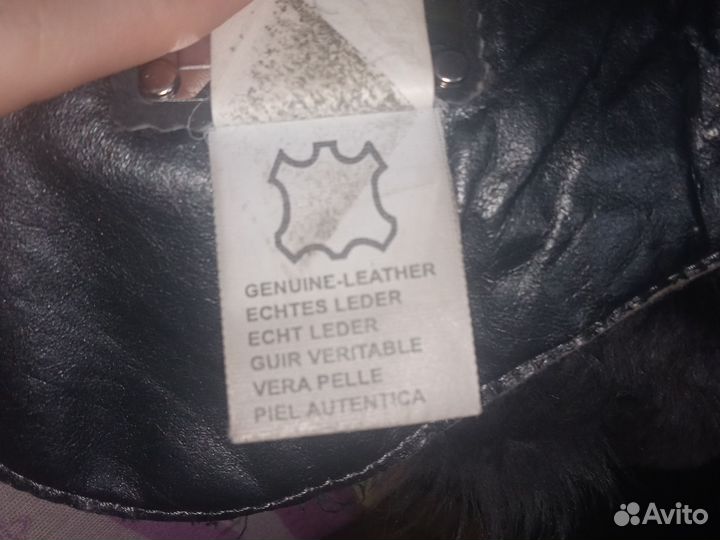 GENUINE-LEATHER
ECHTES LEDER
ECHT LEDER
GUIR VERITABLE
VERA PELLE
PIEL AUTENTICA
Avito